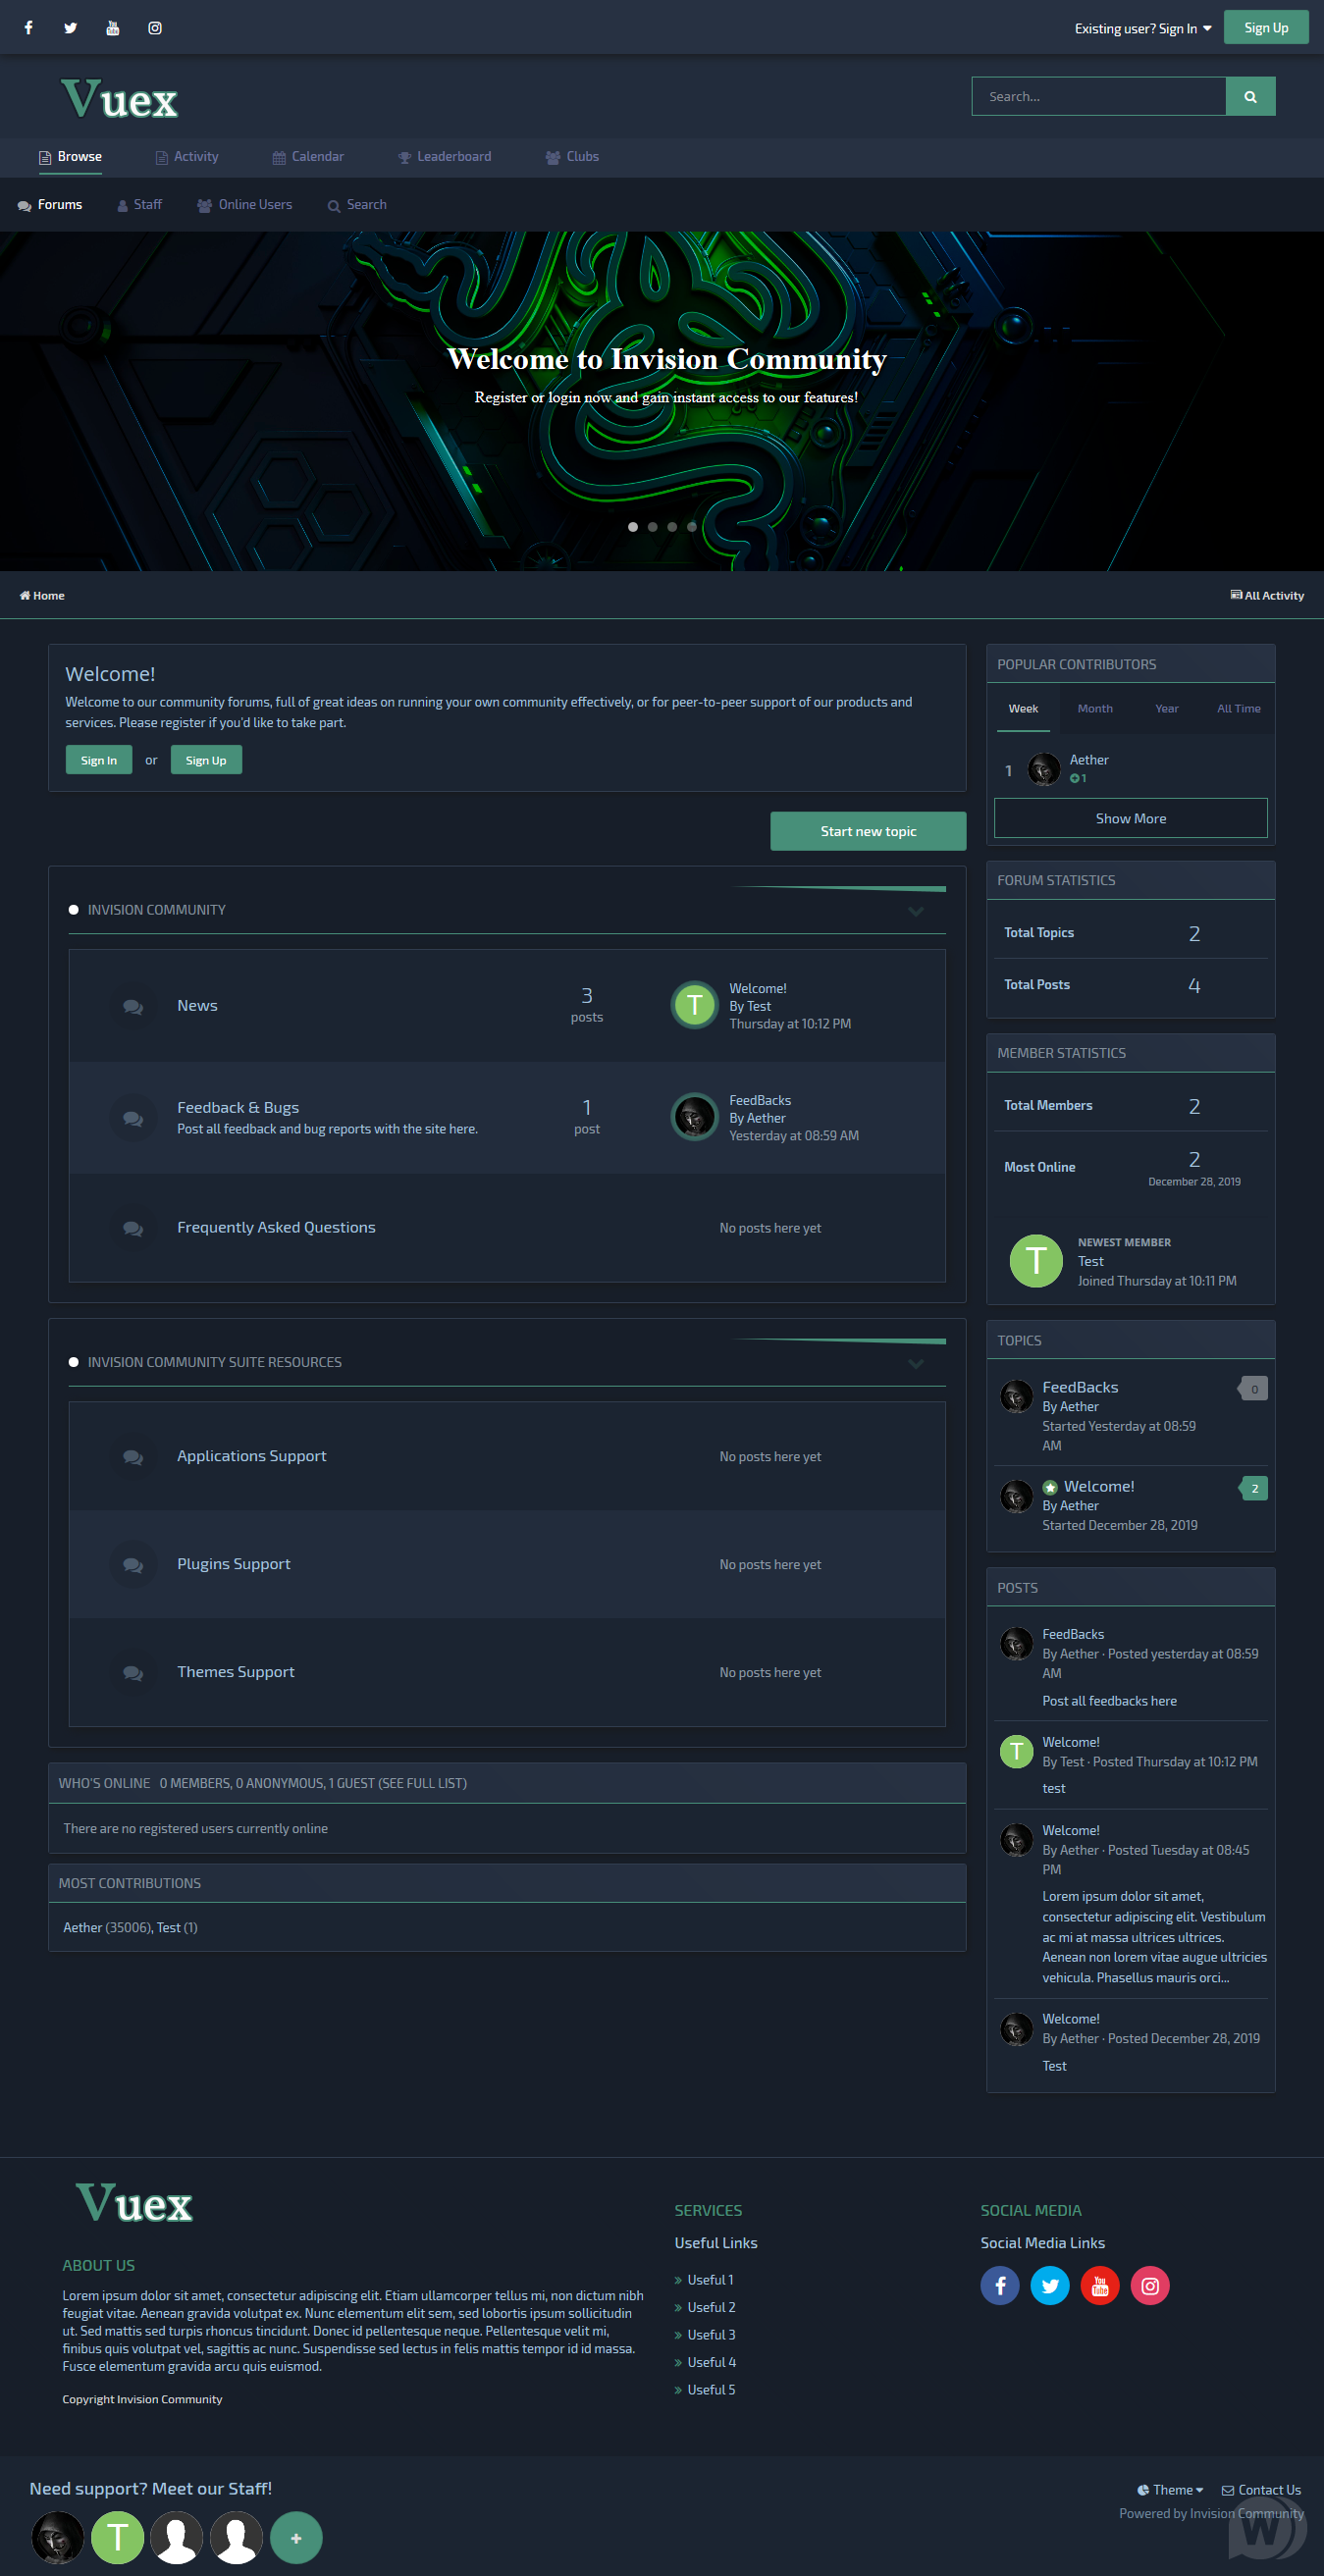 Existing user? Sign In
Sign Up
Vuex
Search...
Browse
Activity
Calendar
Leaderboard
Clubs
Forums
Staff
Online Users
Search
Welcome to Invision Community
Register or login now and gain instant access to our features!
Home
All Activity
Welcome!
Welcome to our community forums, full of great ideas on running your own community effectively, or for peer-to-peer support of our products and
services. Please register if you'd like to take part.
Sign In or Sign Up
Start new topic
INVISION COMMUNITY
News
3
posts
Welcome!
By Test
Thursday at 10:12 PM
Feedback & Bugs
Post all feedback and bug reports with the site here.
1
post
FeedBacks
By Aether
Yesterday at 08:59 AM
Frequently Asked Questions
No posts here yet
INVISION COMMUNITY SUITE RESOURCES
Applications Support
No posts here yet
Plugins Support
No posts here yet
Themes Support
No posts here yet
WHO'S ONLINE 0 MEMBERS, 0 ANONYMOUS, 1 GUEST (SEE FULL LIST)
There are no registered users currently online
MOST CONTRIBUTIONS
Aether (35006), Test (1)
POPULAR CONTRIBUTORS
Week
Month
Year
All Time
1
Aether
1
Show More
FORUM STATISTICS
Total Topics
2
Total Posts
4
MEMBER STATISTICS
Total Members
2
Most Online
2
December 28, 2019
T
NEWEST MEMBER
Test
Joined Thursday at 10:11 PM
TOPICS
FeedBacks
0
By Aether
Started Yesterday at 08:59
AM
Welcome!
2
By Aether
Started December 28, 2019
POSTS
FeedBacks
By Aether · Posted yesterday at 08:59
AM
Post all feedbacks here
T
Welcome!
By Test · Posted Thursday at 10:12 PM
test
Welcome!
By Aether · Posted Tuesday at 08:45
PM
Lorem ipsum dolor sit amet,
consectetur adipiscing elit. Vestibulum
ac mi at massa ultrices ultrices.
Aenean non lorem vitae augue ultricies
vehicula. Phasellus mauris orci...
Welcome!
By Aether · Posted December 28, 2019
Test
Vuex
ABOUT US
Lorem ipsum dolor sit amet, consectetur adipiscing elit. Etiam ullamcorper tellus mi, non dictum nibh
feugiat vitae. Aenean gravida volutpat ex. Nunc elementum elit sem, sed lobortis ipsum sollicitudin
ut. Sed mattis sed turpis rhoncus tincidunt. Donec id pellentesque neque. Pellentesque velit mi,
finibus quis volutpat vel, sagittis ac nunc. Suspendisse sed lectus in felis mattis tempor id id massa.
Fusce elementum gravida arcu quis euismod.
Copyright Invision Community
SERVICES
Useful Links
Useful 1
Useful 2
Useful 3
Useful 4
Useful 5
SOCIAL MEDIA
Social Media Links
Need support? Meet our Staff!
T
Theme
Contact Us
Powered by Invision Community
W